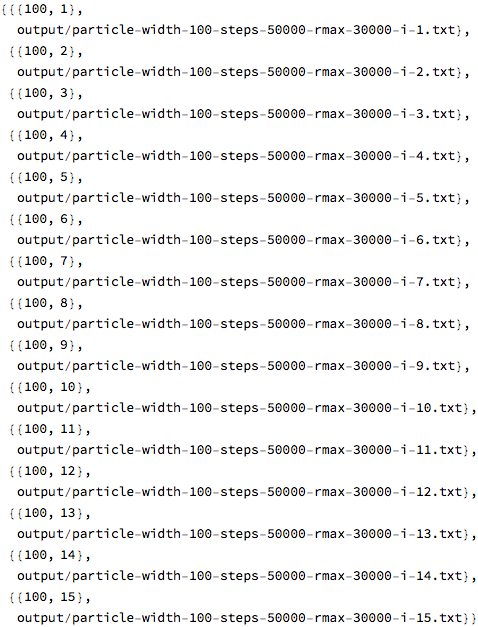 {{{100, 1},
output/particle-width-100-steps-50000-rmax-30000-i-1.txt},
{{100, 2},
output/particle-width-100-steps-50000-rmax-30000-i-2.txt},
{{100, 3},
output/particle-width-100-steps-50000-rmax-30000-i-3.txt},
{{100, 4},
output/particle-width-100-steps-50000-rmax-30000-i-4.txt},
{{100, 5},
output/particle-width-100-steps-50000-rmax-30000-i-5.txt},
{{100, 6},
output/particle-width-100-steps-50000-rmax-30000-i-6.txt},
{{100, 7},
output/particle-width-100-steps-50000-rmax-30000-i-7.txt},
{{100, 8},
output/particle-width-100-steps-50000-rmax-30000-i-8.txt},
{{100, 9},
output/particle-width-100-steps-50000-rmax-30000-i-9.txt},
{{100, 10},
output/particle-width-100-steps-50000-rmax-30000-i-10.txt},
{{100, 11},
output/particle-width-100-steps-50000-rmax-30000-i-11.txt},
{{100, 12},
output/particle-width-100-steps-50000-rmax-30000-i-12.txt},
{{100, 13},
output/particle-width-100-steps-50000-rmax-30000-i-13.txt},
{{100, 14},
output/particle-width-100-steps-50000-rmax-30000-i-14.txt},
{{100, 15},
output/particle-width-100-steps-50000-rmax-30000-i-15.txt}}